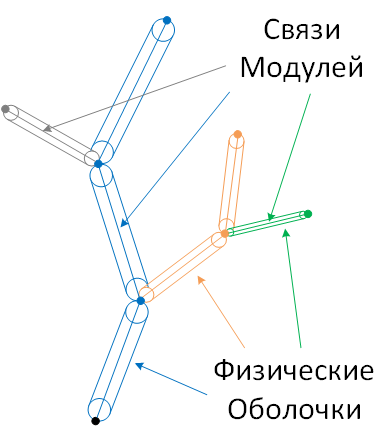 Связи
Модулей
Физические
Оболочки